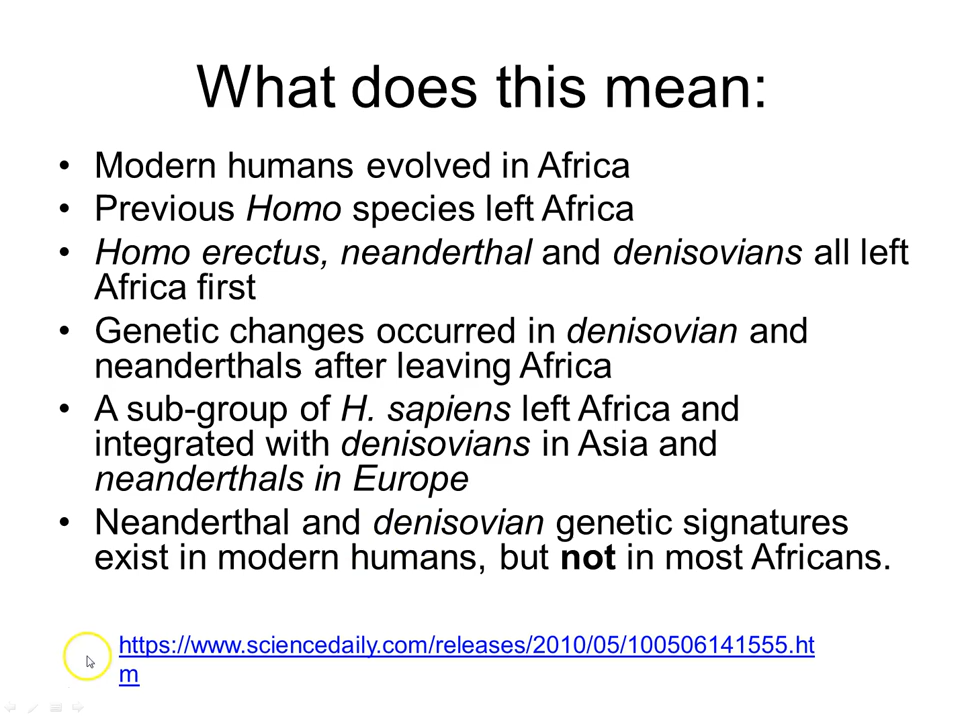 What does this mean:
• Modern humans evolved in Africa
• Previous Homo species left Africa
• Homo erectus, neanderthal and denisovians all left
Africa first
• Genetic changes occurred in denisovian and
neanderthals after leaving Africa
• A sub-group of H. sapiens left Africa and
integrated with denisovians in Asia and
neanderthals in Europe
• Neanderthal and denisovian genetic signatures
exist in modern humans, but not in most Africans.
https://www.sciencedaily.com/releases/2010/05/100506141555.ht
m